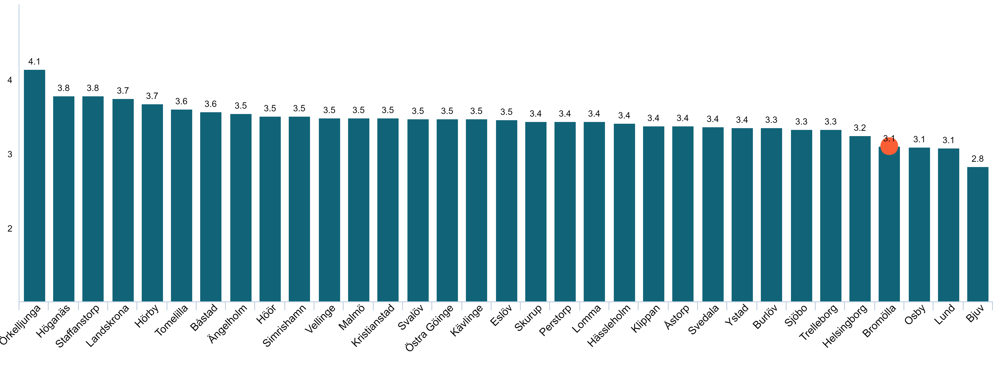 4.1
3.8
3.8
3.7
3.7
3.6
3.6
3.5
3.5
3.5
3.5
3.5
3.5
3.5
3.5
3.5
3.5
3.4
3.4
3.4
3.4
3.4
3.4
3.4
3.4
3.3
3.3
3.3
3.2
3.1
3.1
3.1
2.8
4
3
2
Örkelljunga
Höganäs
Staffanstorp
Landskrona
Hörby
Tomelilla
Båstad
Ängelholm
Höör
Simrishamn
Vellinge
Malmö
Kristianstad
Svalöv
Östra Göinge
Kävlinge
Eslöv
Skurup
Perstorp
Lomma
Hässleholm
Klippan
Åstorp
Svedala
Ystad
Burlöv
Sjöbo
Trelleborg
Helsingborg
Bromölla
Osby
Lund
Bjuv